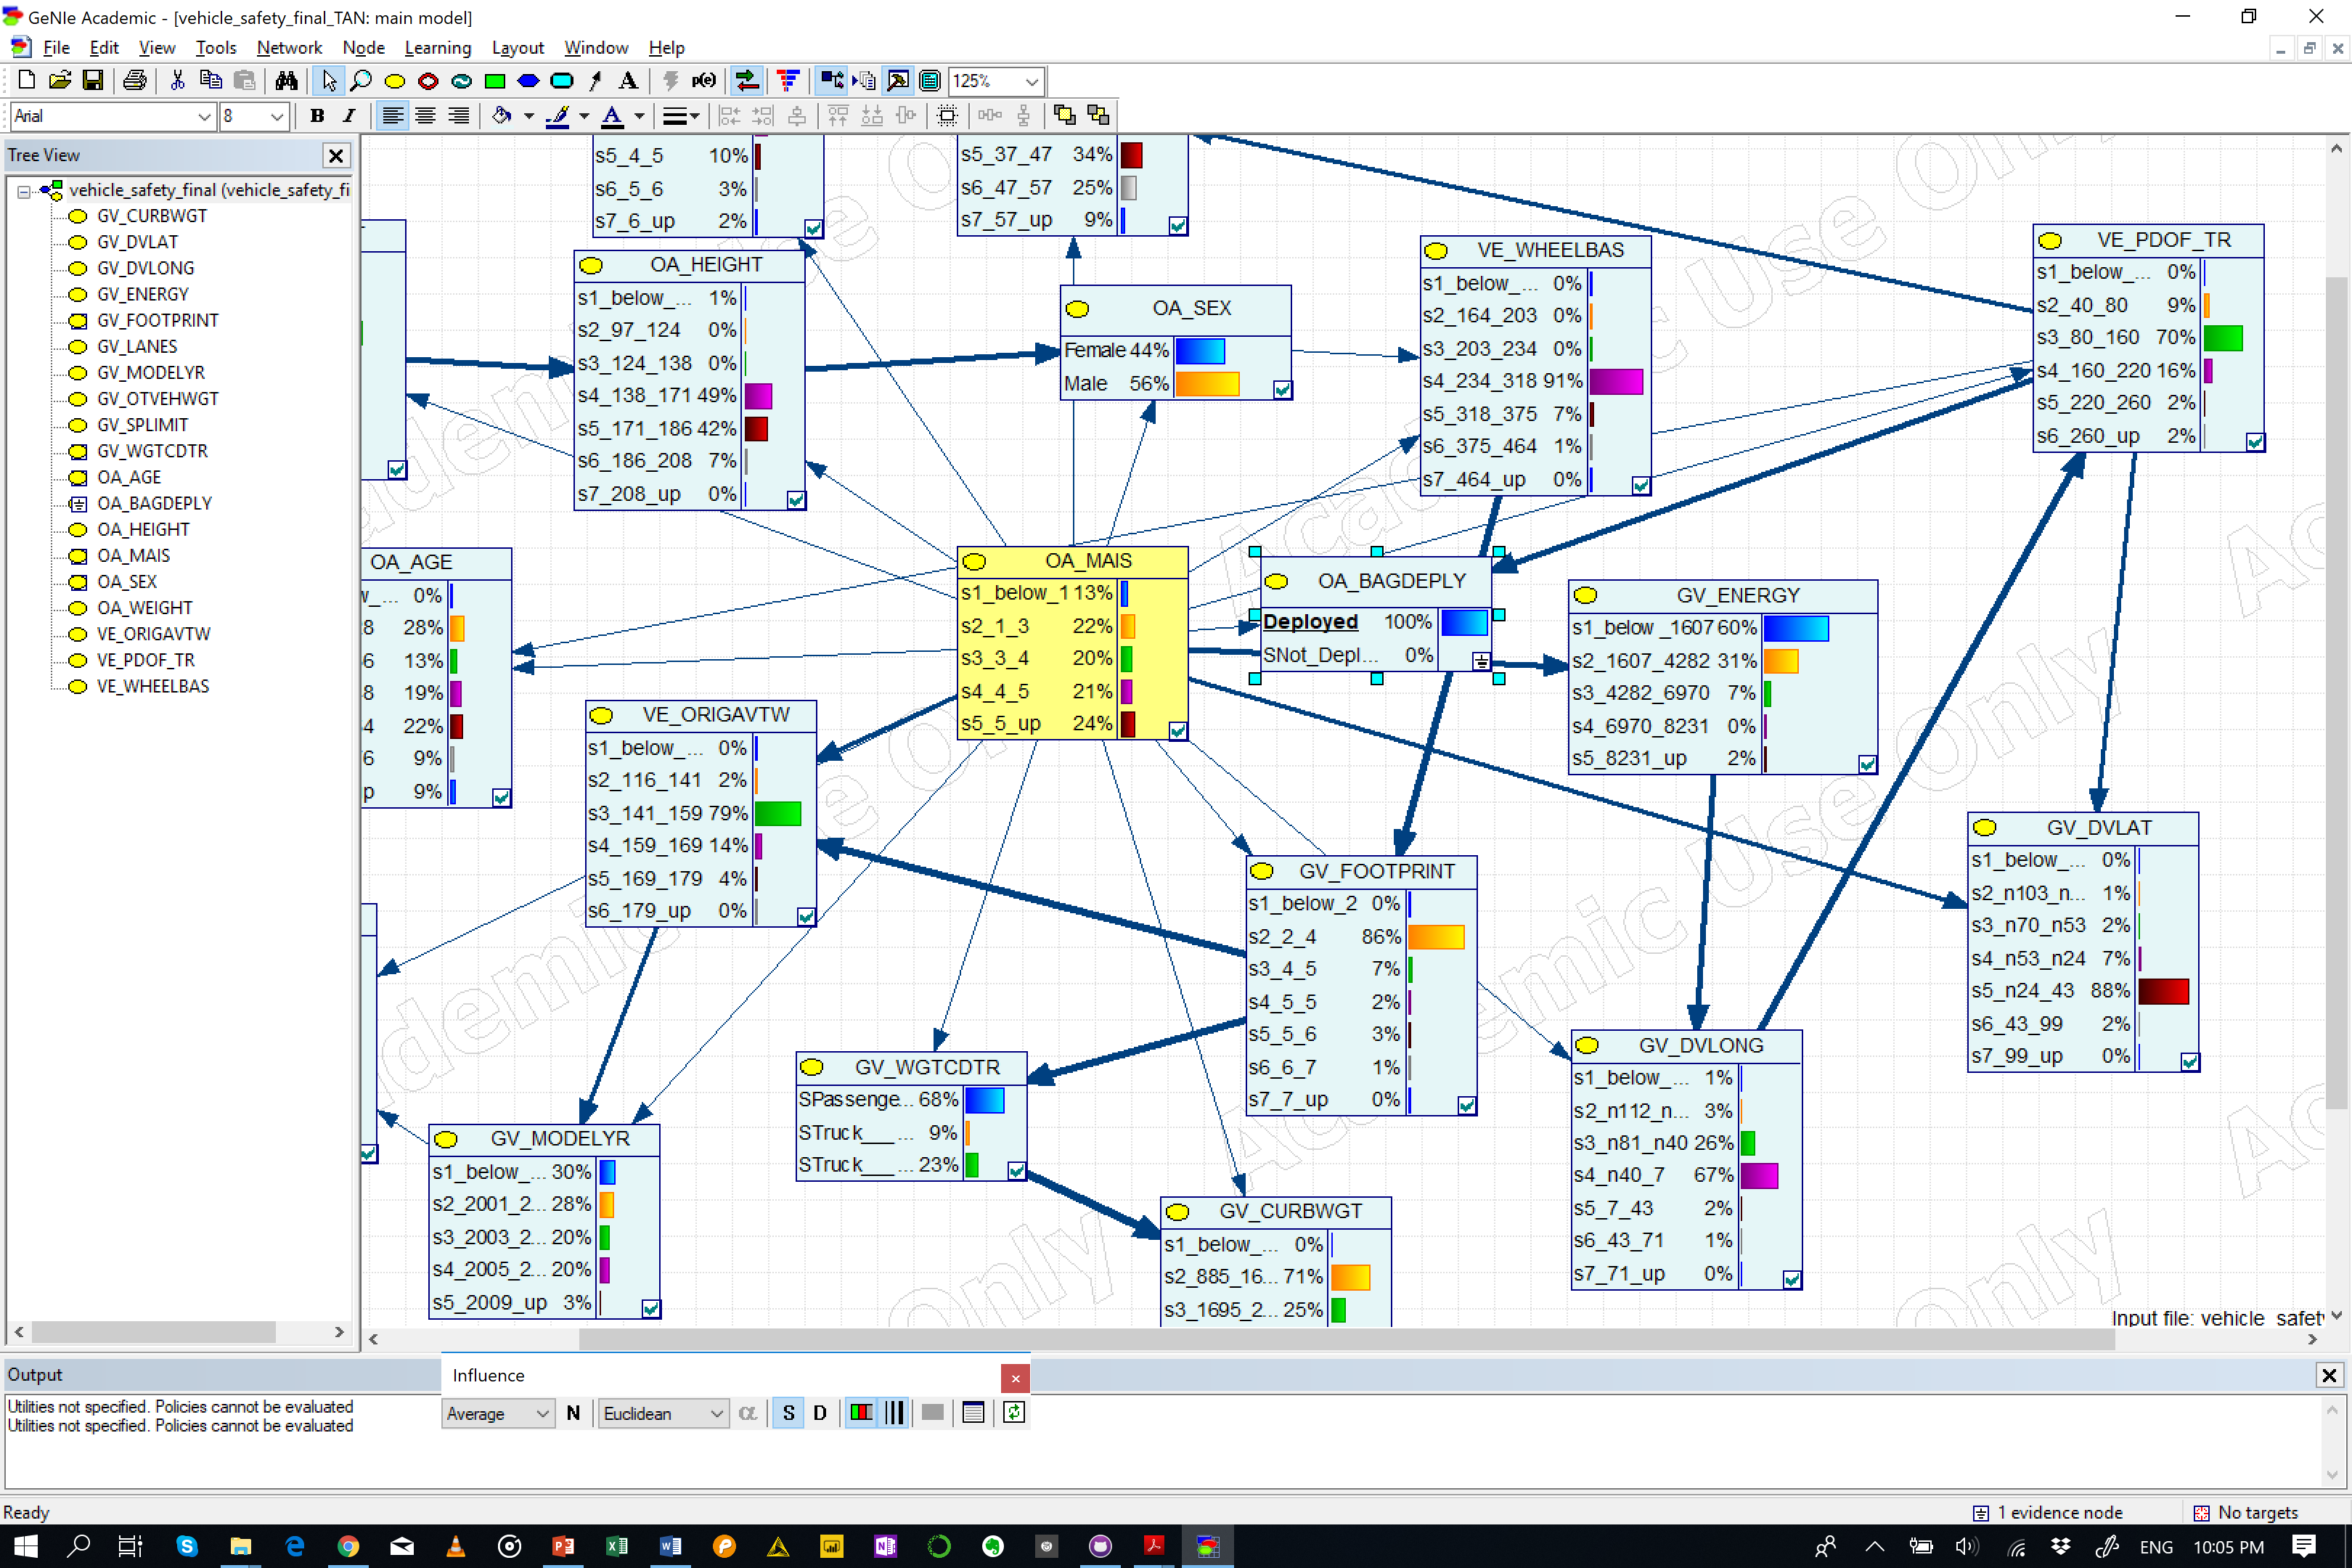 GeNIe Academic - [vehicle_safety_final_TAN: main model]
File Edit View Tools Network Node Learning Layout Window Help
p(e) 125%
Arial 8 B I A
Tree View
vehicle_safety_final (vehicle_safety_fi
GV_CURBWGT
GV_DVLAT
GV_DVLONG
GV_ENERGY
GV_FOOTPRINT
GV_LANES
GV_MODELYR
GV_OTVEHWGT
GV_SPLIMIT
GV_WGTCDTR
OA_AGE
OA_BAGDEPLY
OA_HEIGHT
OA_MAIS
OA_SEX
OA_WEIGHT
VE_ORIGAVTW
VE_PDOF_TR
VE_WHEELBAS
s5_4_5 10%
s6_5_6 3%
s7_6_up 2%
s5_37_47 34%
s6_47_57 25%
s7_57_up 9%
OA_HEIGHT
s1_below_... 1%
s2_97_124 0%
s3_124_138 0%
s4_138_171 49%
s5_171_186 42%
s6_186_208 7%
s7_208_up 0%
OA_SEX
Female 44%
Male 56%
VE_WHEELBAS
s1_below_... 0%
s2_164_203 0%
s3_203_234 0%
s4_234_318 91%
s5_318_375 7%
s6_375_464 1%
s7_464_up 0%
VE_PDOF_TR
s1_below_... 0%
s2_40_80 9%
s3_80_160 70%
s4_160_220 16%
s5_220_260 2%
s6_260_up 2%
OA_AGE
... 0%
8 28%
6 13%
8 19%
4 22%
6 9%
p 9%
OA_MAIS
s1_below_1 13%
s2_1_3 22%
s3_3_4 20%
s4_4_5 21%
s5_5_up 24%
OA_BAGDEPLY
Deployed 100%
SNot_Depl... 0%
GV_ENERGY
s1_below _1607 60%
s2_1607_4282 31%
s3_4282_6970 7%
s4_6970_8231 0%
s5_8231_up 2%
VE_ORIGAVTW
s1_below_... 0%
s2_116_141 2%
s3_141_159 79%
s4_159_169 14%
s5_169_179 4%
s6_179_up 0%
GV_FOOTPRINT
s1_below_2 0%
s2_2_4 86%
s3_4_5 7%
s4_5_5 2%
s5_5_6 3%
s6_6_7 1%
s7_7_up 0%
GV_DVLAT
s1_below_... 0%
s2_n103_n... 1%
s3_n70_n53 2%
s4_n53_n24 7%
s5_n24_43 88%
s6_43_99 2%
s7_99_up 0%
GV_WGTCDTR
SPassenge... 68%
STruck___ ... 9%
STruck___ ... 23%
GV_DVLONG
s1_below_... 1%
s2_n112_n... 3%
s3_n81_n40 26%
s4_n40_7 67%
s5_7_43 2%
s6_43_71 1%
s7_71_up 0%
GV_MODELYR
s1_below_... 30%
s2_2001_2... 28%
s3_2003_2... 20%
s4_2005_2... 20%
s5_2009_up 3%
GV_CURBWGT
s1_below_... 0%
s2_885_16... 71%
s3_1695_2... 25%
Input file: vehicle_safety
Academic Use Only
Output
Utilities not specified. Policies cannot be evaluated
Utilities not specified. Policies cannot be evaluated
Influence
Average N Euclidean α S D
Ready 1 evidence node No targets
ENG 10:05 PM